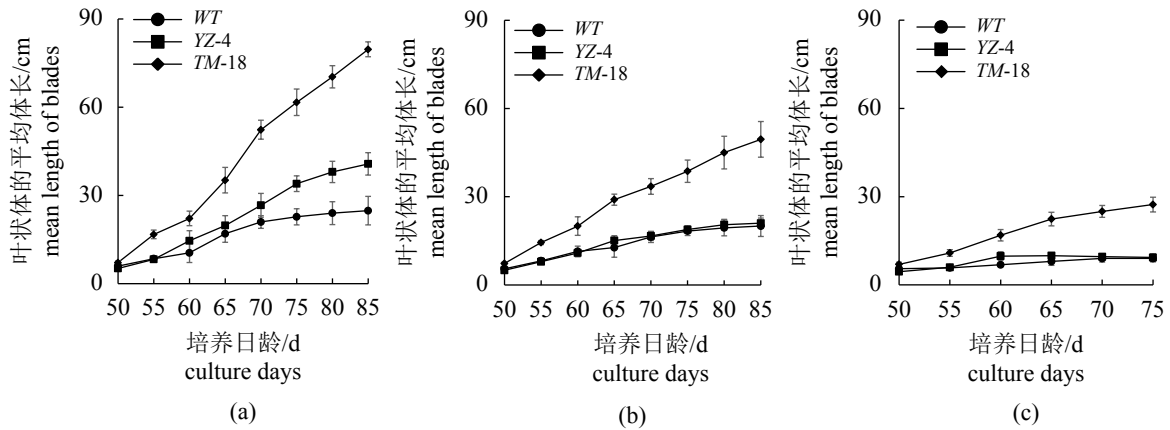 叶状体的平均体长/cm
mean length of blades
90
60
30
0
WT
YZ-4
TM-18
50 55 60 65 70 75 80 85
培养日龄/d
culture days
(a)
叶状体的平均体长/cm
mean length of blades
90
60
30
0
WT
YZ-4
TM-18
50 55 60 65 70 75 80 85
培养日龄/d
culture days
(b)
叶状体的平均体长/cm
mean length of blades
90
60
30
0
WT
YZ-4
TM-18
50 55 60 65 70 75
培养日龄/d
culture days
(c)